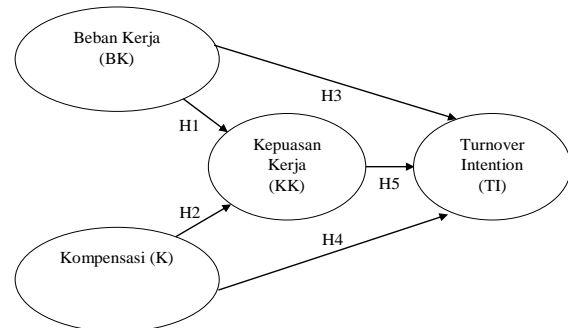 Beban Kerja
(BK)
H3
H1
Kepuasan
Kerja
(KK)
Turnover
Intention
(TI)
H5
H2
H4
Kompensasi (K)